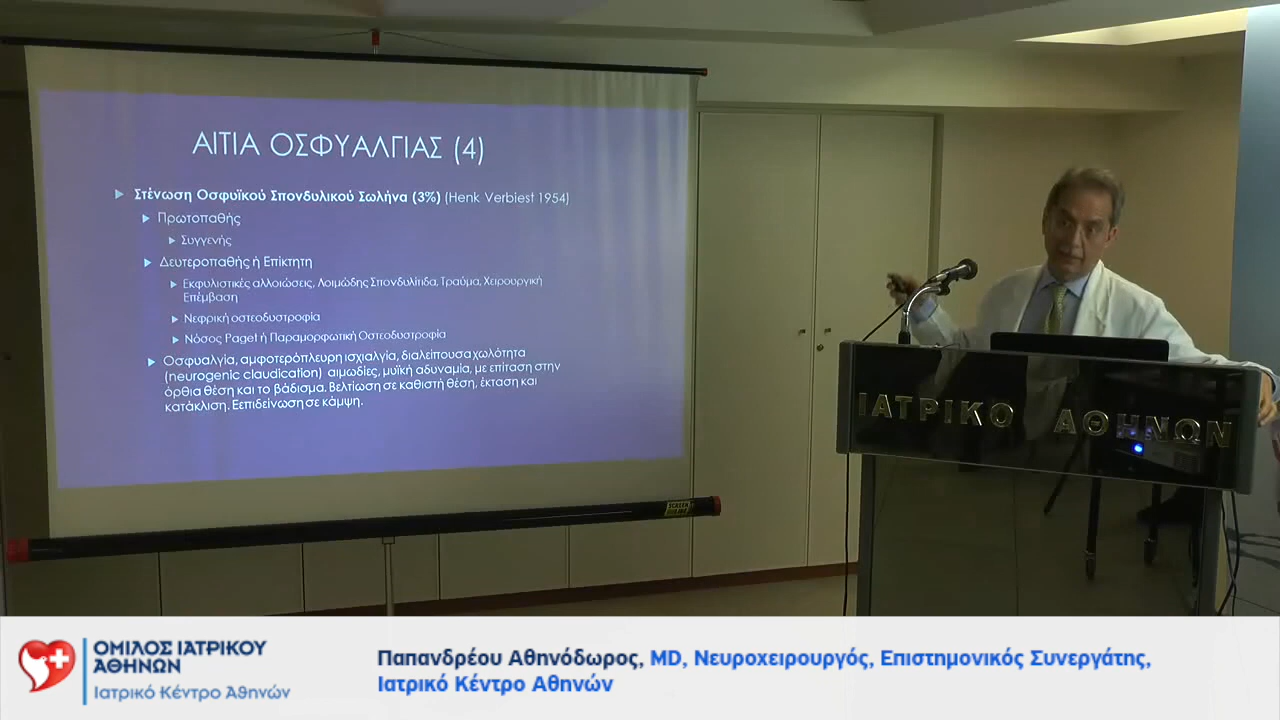 ΑΙΤΙΑ ΟΣΦΥΑΛΓΙΑΣ (4)
Στένωση Οσφυϊκού Σπονδυλικού Σωλήνα (3%) (Henk Verbiest 1954)
Πρωτοπαθής
Συγγενής
Δευτεροπαθής ή Επίκτητη
Εκφυλιστικές αλλοιώσεις, Λοιμώδης Σπονδυλίτιδα, Τραύμα, Χειρουργική
Επέμβαση
Νεφρική οστεοδυστροφία
Νόσος Paget ή Παραμορφωτική Οστεοδυστροφία
Οσφυαλγία, αμφοτερόπλευρη ισχιαλγία, διαλείπουσα χωλότητα
(neurogenic claudication) αιμωδίες, μυϊκή αδυναμία, με επίταση στην
όρθια θέση και το βάδισμα. Βελτίωση σε καθιστή θέση, έκταση και
κατάκλιση. Εεπιδείνωση σε κάμψη.
ΙΑΤΡΙΚΟ ΑΘΗΝΩΝ
ΟΜΙΛΟΣ ΙΑΤΡΙΚΟΥ
ΑΘΗΝΩΝ
Ιατρικό Κέντρο Αθηνών
Παπανδρέου Αθηνόδωρος, MD, Νευροχειρουργός, Επιστημονικός Συνεργάτης,
Ιατρικό Κέντρο Αθηνών